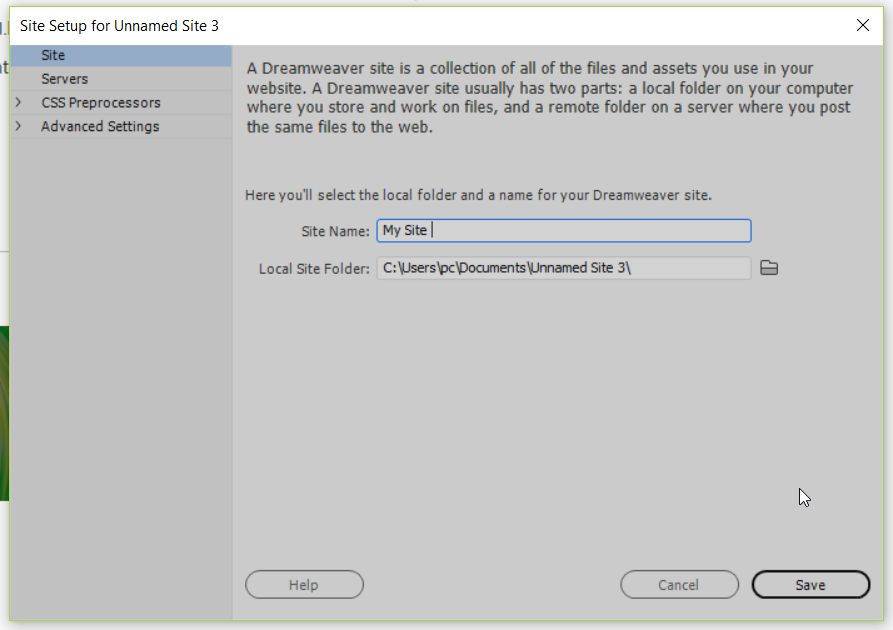 Site Setup for Unnamed Site 3
Site
Servers
CSS Preprocessors
Advanced Settings
A Dreamweaver site is a collection of all of the files and assets you use in your
website. A Dreamweaver site usually has two parts: a local folder on your computer
where you store and work on files, and a remote folder on a server where you post
the same files to the web.
Here you'll select the local folder and a name for your Dreamweaver site.
Site Name: My Site
Local Site Folder: C:\Users\pc\Documents\Unnamed Site 3\
Help
Cancel
Save